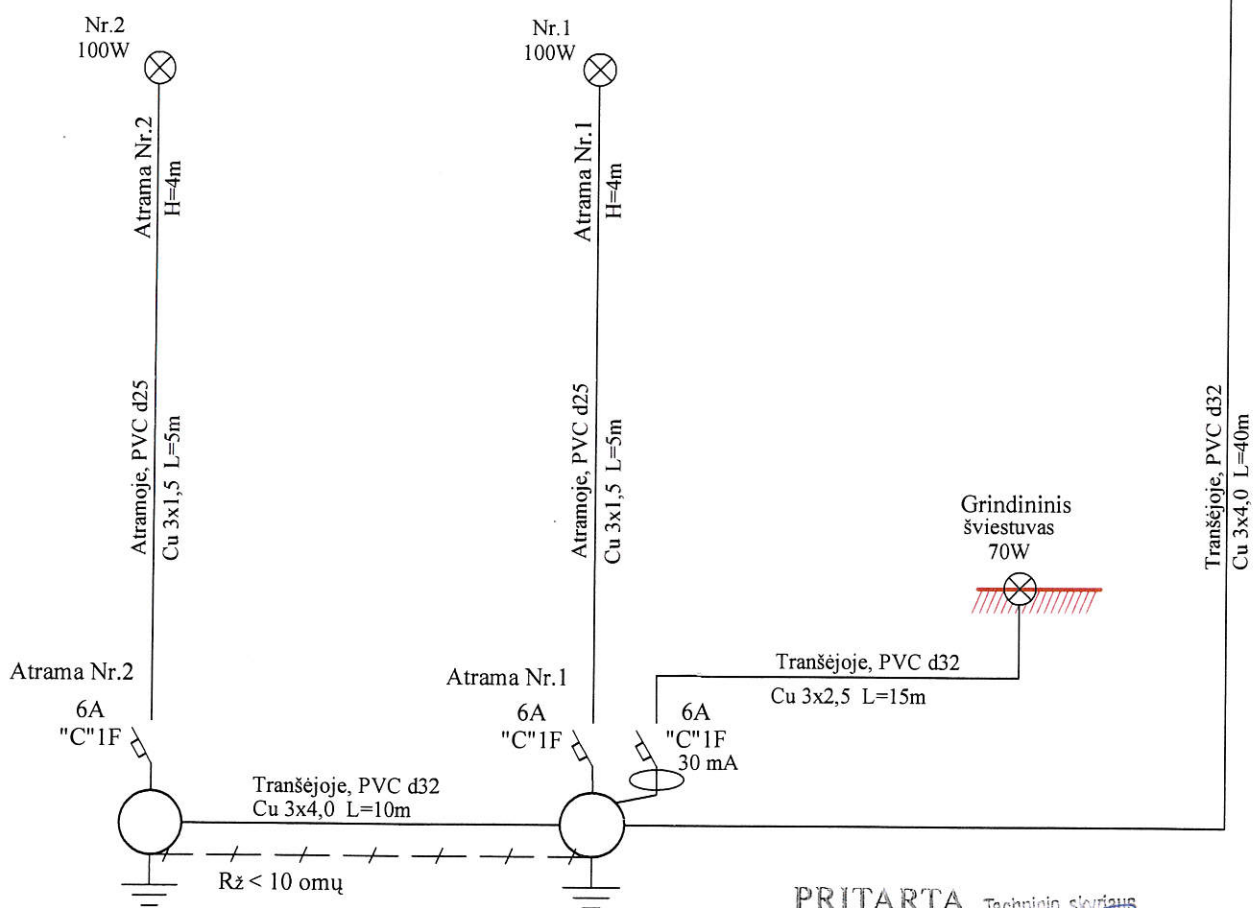 Nr.2
100W
Nr.1
100W
Atrama Nr.2
H=4m
Atrama Nr.1
H=4m
Atramoje, PVC d25
Cu 3x1,5 L=5m
Atramoje, PVC d25
Cu 3x1,5 L=5m
Tranšėjoje, PVC d32
Cu 3x4,0 L=40m
Grindininis
šviestuvas
70W
Atrama Nr.2
6A
"C"1F
Atrama Nr.1
6A
"C"1F
6A
"C"1F
30 mA
Tranšėjoje, PVC d32
Cu 3x2,5 L=15m
Tranšėjoje, PVC d32
Cu 3x4,0 L=10m
Rž < 10 omų
PRITARTA Techninio skyriaus